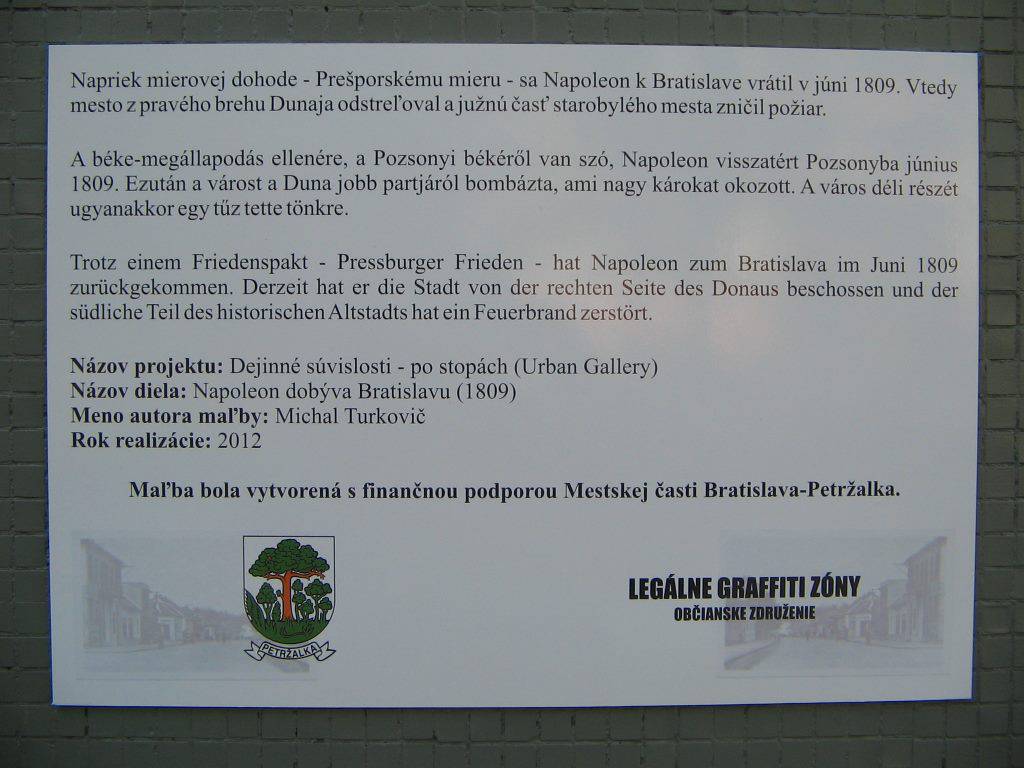 Napriek mierovej dohode - Prešporskému mieru - sa Napoleon k Bratislave vrátil v júni 1809. Vtedy
mesto z pravého brehu Dunaja odstreľoval a južnú časť starobylého mesta zničil požiar.
A béke-megállapodás ellenére, a Pozsonyi békéről van szó, Napoleon visszatért Pozsonyba június
1809. Ezután a várost a Duna jobb partjáról bombázta, ami nagy károkat okozott. A város déli részét
ugyanakkor egy tűz tette tönkre.
Trotz einem Friedenspakt - Pressburger Frieden - hat Napoleon zum Bratislava im Juni 1809
zurückgekommen. Derzeit hat er die Stadt von der rechten Seite des Donaus beschossen und der
südliche Teil des historischen Altstadts hat ein Feuerbrand zerstört.
Názov projektu: Dejinné súvislosti - po stopách (Urban Gallery)
Názov diela: Napoleon dobýva Bratislavu (1809)
Meno autora maľby: Michal Turkovič
Rok realizácie: 2012
Maľba bola vytvorená s finančnou podporou Mestskej časti Bratislava-Petržalka.
PETRŽALKA
LEGÁLNE GRAFFITI ZÓNY
OBČIANSKE ZDRUŽENIE